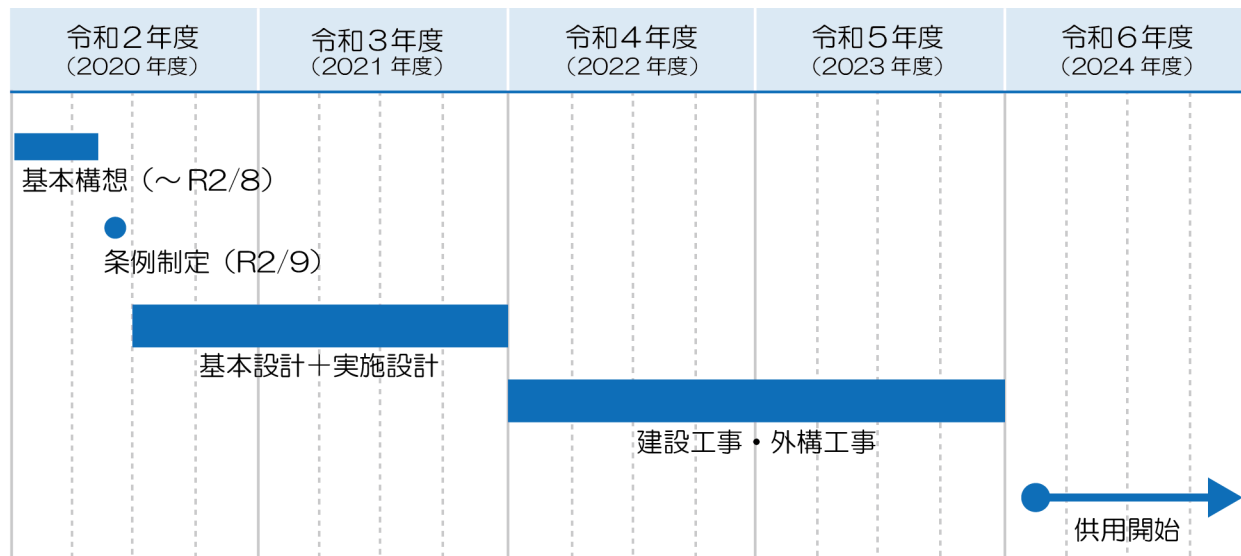 令和２年度
（2020 年度）
令和３年度
（2021 年度）
令和４年度
（2022 年度）
令和５年度
（2023 年度）
令和６年度
（2024 年度）
基本構想（～ R2/8）
条例制定（R2/9）
基本設計＋実施設計
建設工事・外構工事
供用開始